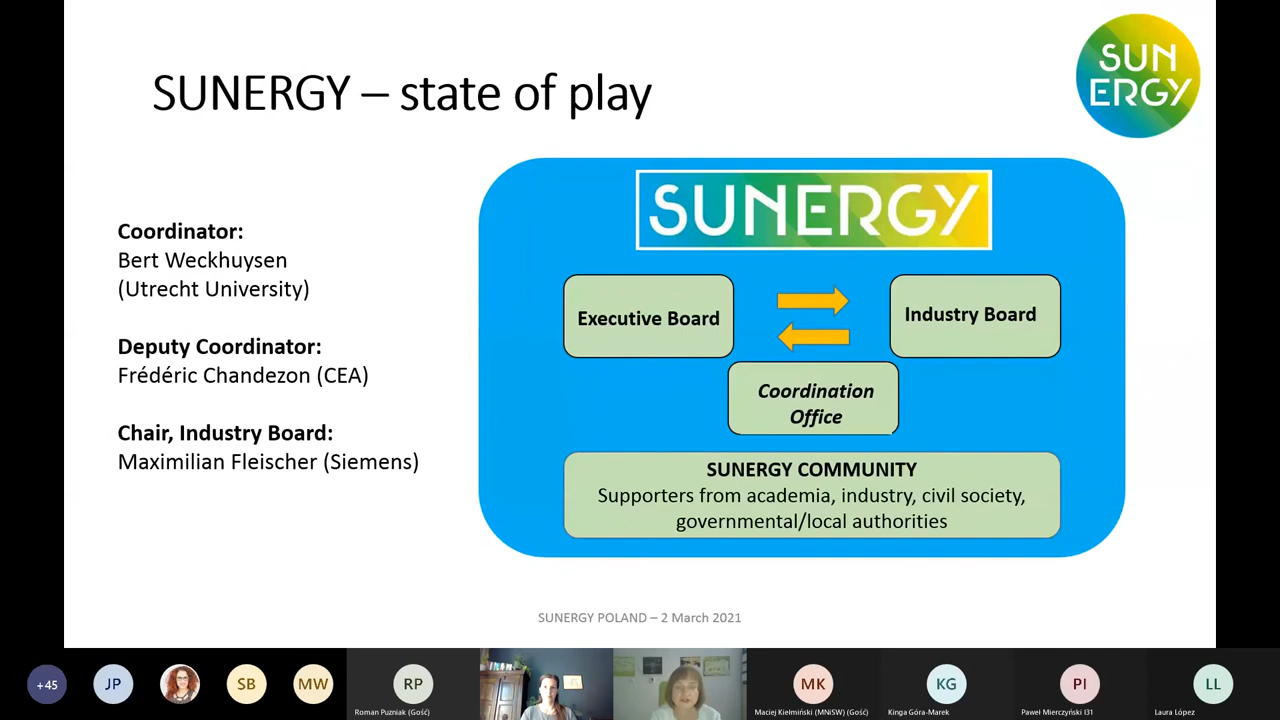 SUNERGY – state of play
SUN
ERGY
Coordinator:
Bert Weckhuysen
(Utrecht University)
Deputy Coordinator:
Frédéric Chandezon (CEA)
Chair, Industry Board:
Maximilian Fleischer (Siemens)
SUNERGY
Executive Board
Industry Board
Coordination
Office
SUNERGY COMMUNITY
Supporters from academia, industry, civil society,
governmental/local authorities
SUNERGY POLAND – 2 March 2021
+45
JP
SB
MW
RP
Roman Puzniak (Gość)
MK
Maciej Kiełmiński (MNiSW) (Gość)
KG
Kinga Góra-Marek
PI
Paweł Mierczyński I31
LL
Laura López